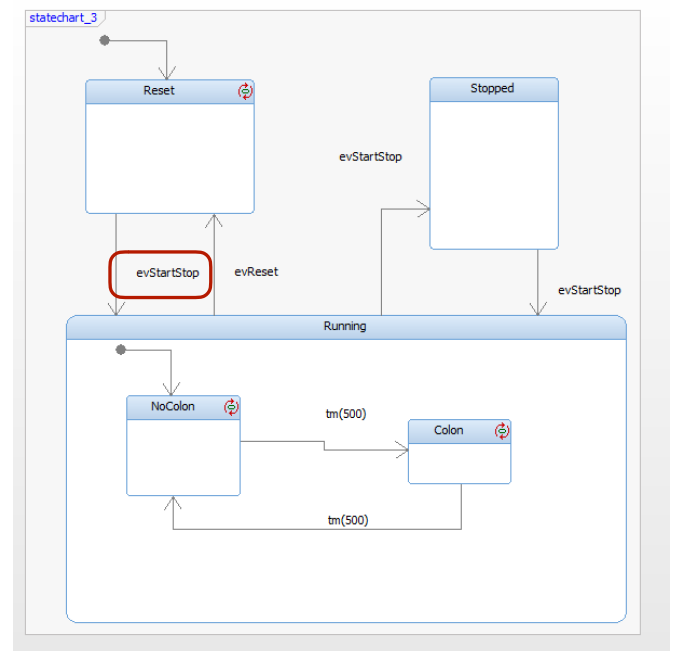 statechart_3
Reset
Stopped
evStartStop
evStartStop
evReset
evStartStop
Running
NoColon
tm(500)
Colon
tm(500)